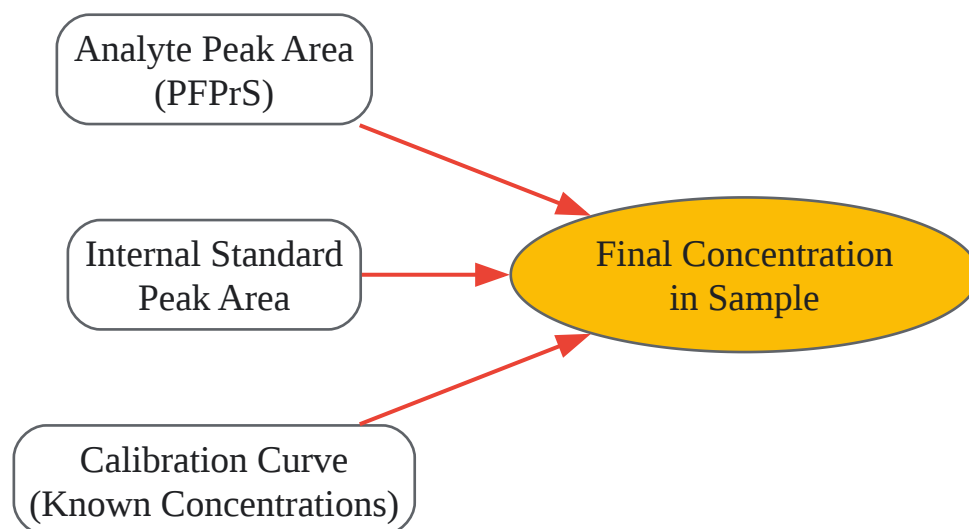 Analyte Peak Area
(PFPrS)
Internal Standard
Peak Area
Final Concentration
in Sample
Calibration Curve
(Known Concentrations)